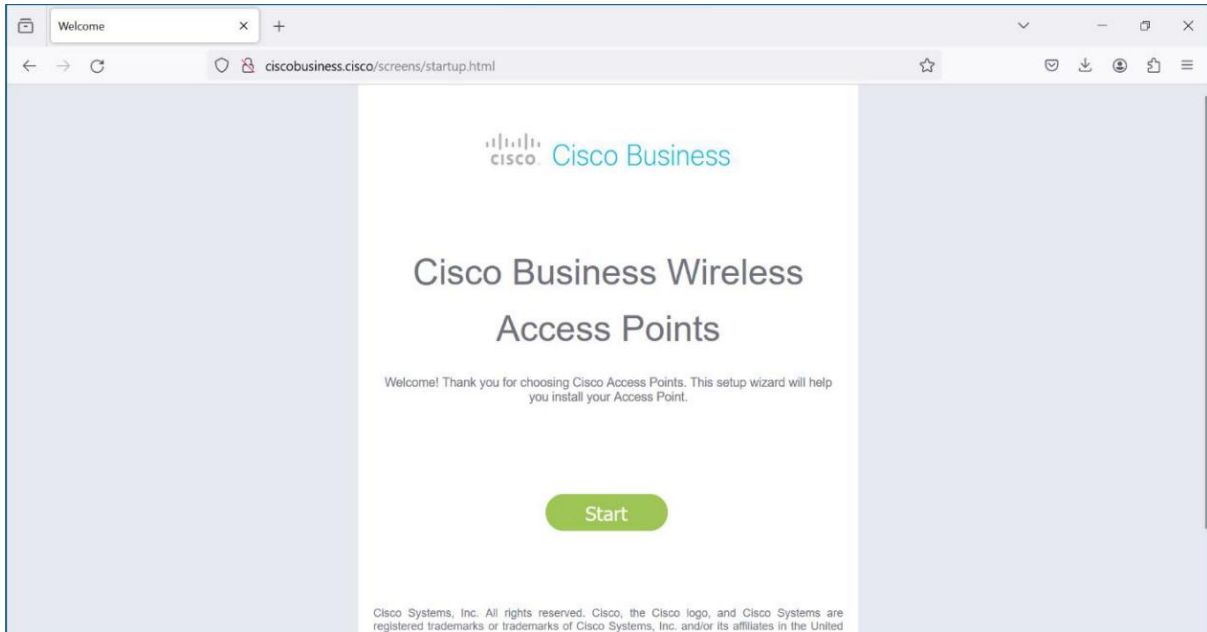 Welcome
ciscobusiness.cisco/screens/startup.html
cisco. Cisco Business
Cisco Business Wireless
Access Points
Welcome! Thank you for choosing Cisco Access Points. This setup wizard will help
you install your Access Point.
Start
Cisco Systems, Inc. All rights reserved. Cisco, the Cisco logo, and Cisco Systems are
registered trademarks or trademarks of Cisco Systems, Inc. and/or its affiliates in the United